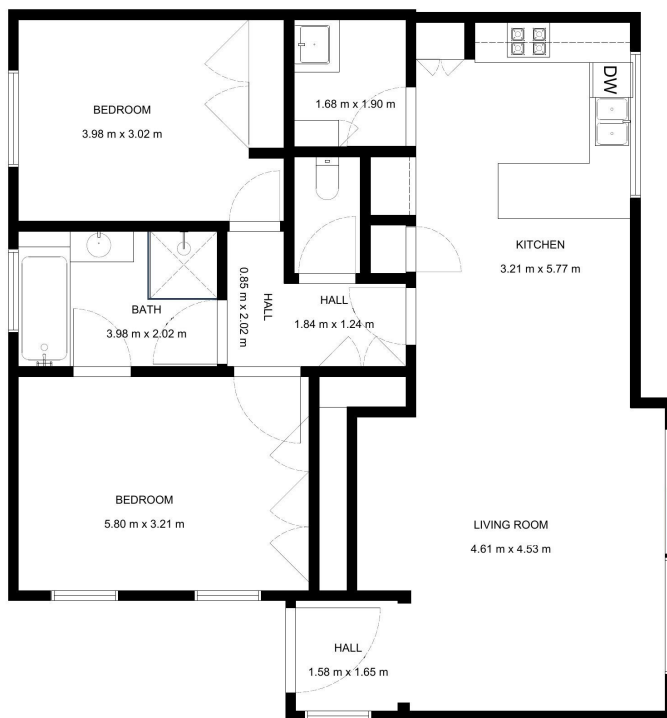 BEDROOM
3.98 m x 3.02 m
1.68 m x 1.90 m
DW
KITCHEN
3.21 m x 5.77 m
BATH
3.98 m x 2.02 m
HALL
0.85 m x 2.02 m
HALL
1.84 m x 1.24 m
BEDROOM
5.80 m x 3.21 m
LIVING ROOM
4.61 m x 4.53 m
HALL
1.58 m x 1.65 m